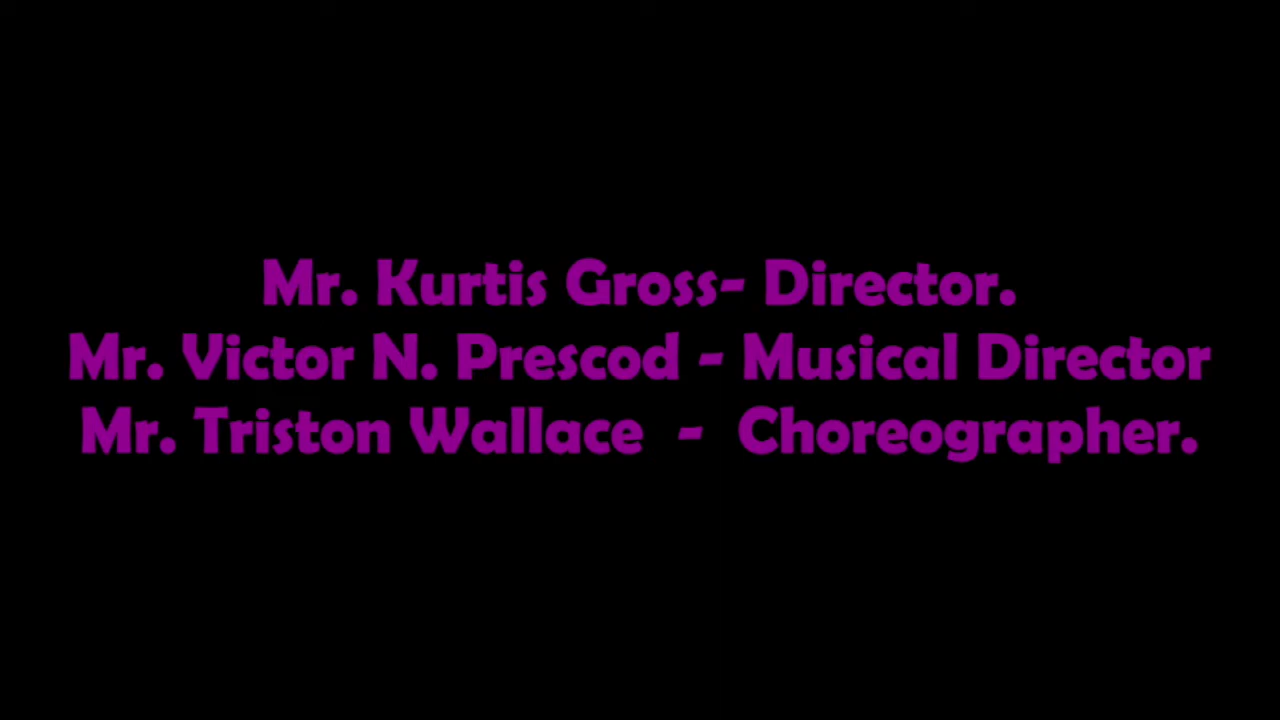 Mr. Kurtis Gross- Director.
Mr. Victor N. Prescod - Musical Director
Mr. Triston Wallace  -  Choreographer.